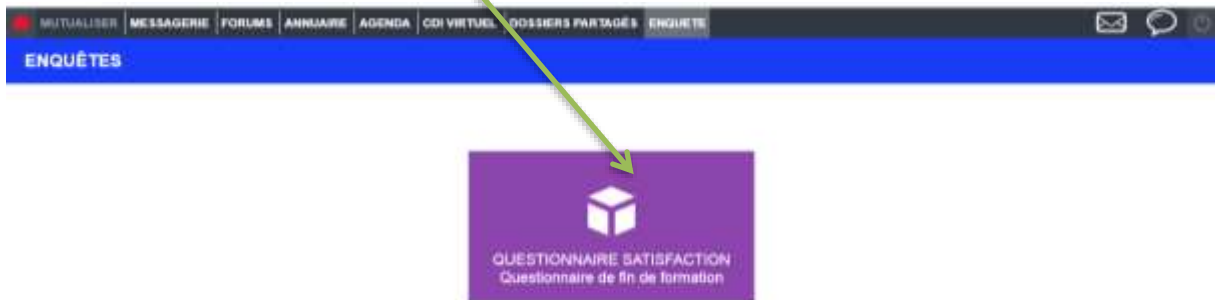 MUTUALISER MESSAGERIE FORUMS ANNUAIRE AGENDA CDI VIRTUEL DOSSIERS PARTAGÉS ENQUETE
ENQUÊTES
QUESTIONNAIRE SATISFACTION
Questionnaire de fin de formation